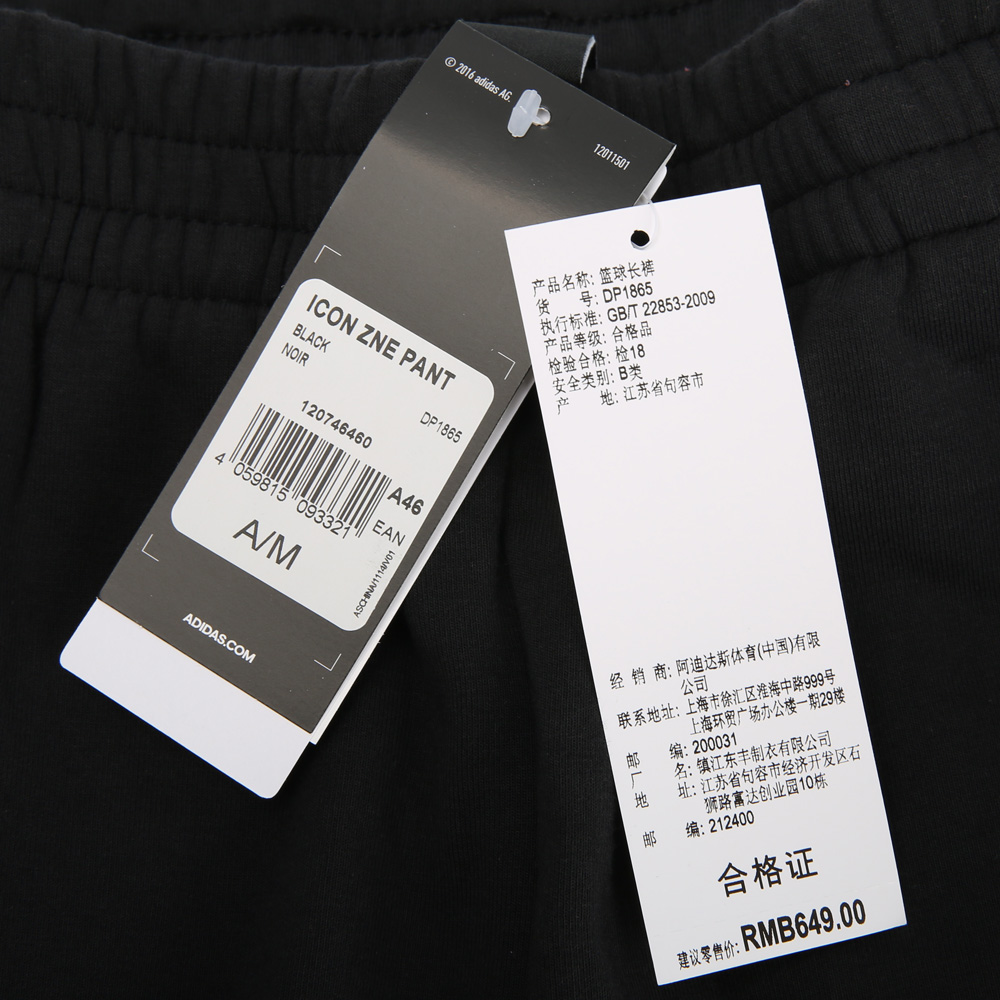 © 2016 adidas AG.
12011501
ICON ZNE PANT
BLACK
NOIR
120746460
DP1865
A46
4 059815 093321
EAN
A/M
ASCHINA/1114/V01
ADIDAS.COM
产品名称: 篮球长裤
货 号: DP1865
执行标准: GB/T 22853-2009
产品等级: 合格品
检验合格: 检18
安全类别: B类
产 地: 江苏省句容市
经 销 商: 阿迪达斯体育(中国)有限
公司
联系地址: 上海市徐汇区淮海中路999号
上海环贸广场办公楼一期29楼
邮 编: 200031
厂 名: 镇江东丰制衣有限公司
地 址: 江苏省句容市经济开发区石
狮路富达创业园10栋
邮 编: 212400
合格证
建议零售价: RMB649.00